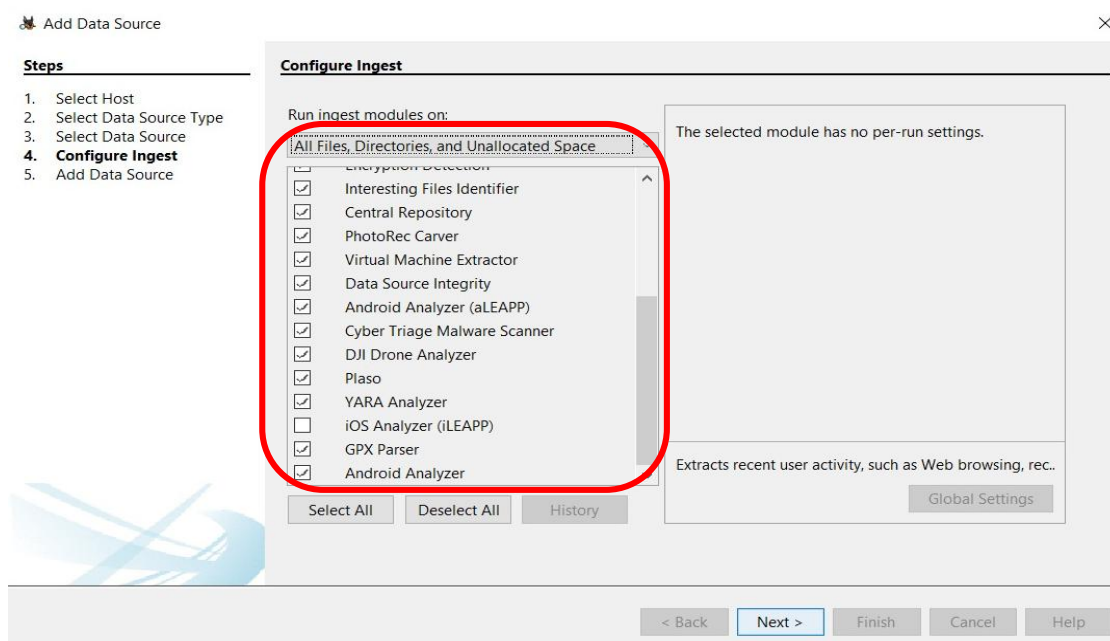 Add Data Source
Steps
1. Select Host
2. Select Data Source Type
3. Select Data Source
4. Configure Ingest
5. Add Data Source
Configure Ingest
Run ingest modules on:
All Files, Directories, and Unallocated Space
Encryption Detection
Interesting Files Identifier
Central Repository
PhotoRec Carver
Virtual Machine Extractor
Data Source Integrity
Android Analyzer (aLEAPP)
Cyber Triage Malware Scanner
DJI Drone Analyzer
Plaso
YARA Analyzer
iOS Analyzer (iLEAPP)
GPX Parser
Android Analyzer
Select All Deselect All History
The selected module has no per-run settings.
Extracts recent user activity, such as Web browsing, rec..
Global Settings
< Back Next > Finish Cancel Help